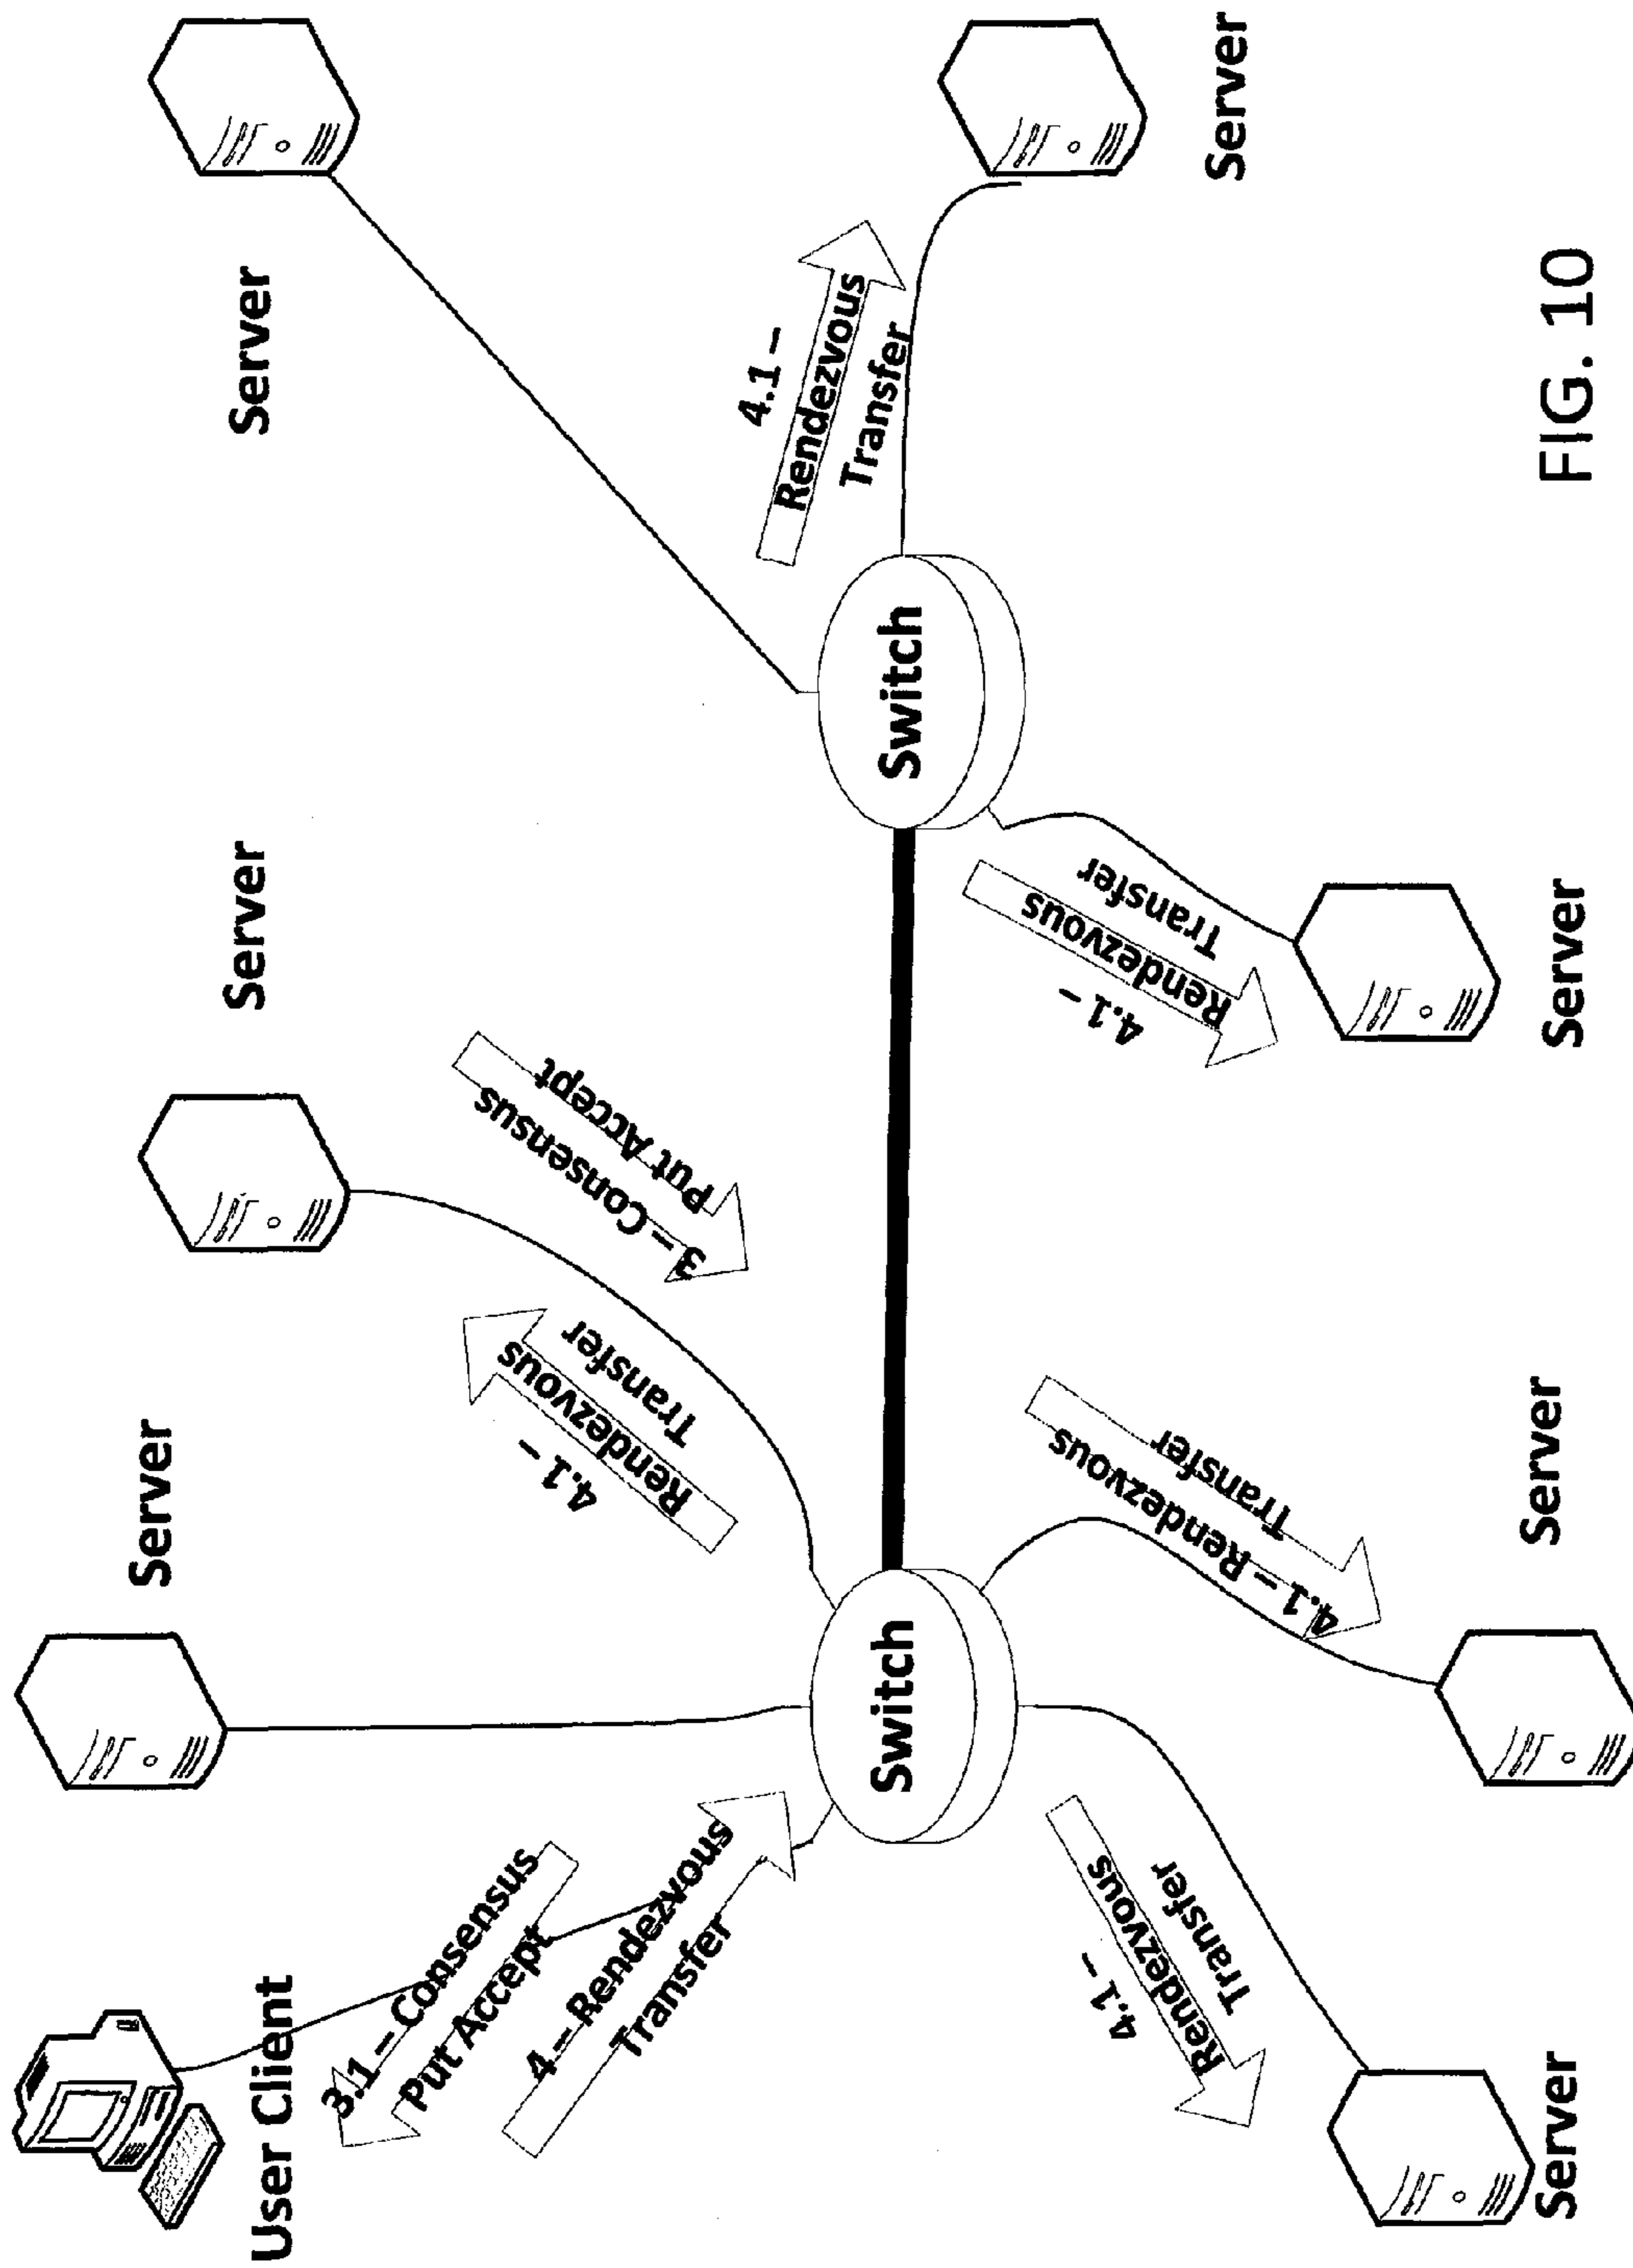 Server
User Client
Server
Server
3.1 – Consensus
Put Accept
4 – Rendezvous
Transfer
4.1 –
Rendezvous
Transfer
3 – Consensus
Put Accept
4.1 –
Rendezvous
Transfer
Switch
Switch
4.1 –
Rendezvous
Transfer
4.1 – Rendezvous
Transfer
4.1 –
Rendezvous
Transfer
Server
Server
Server
Server
FIG. 10